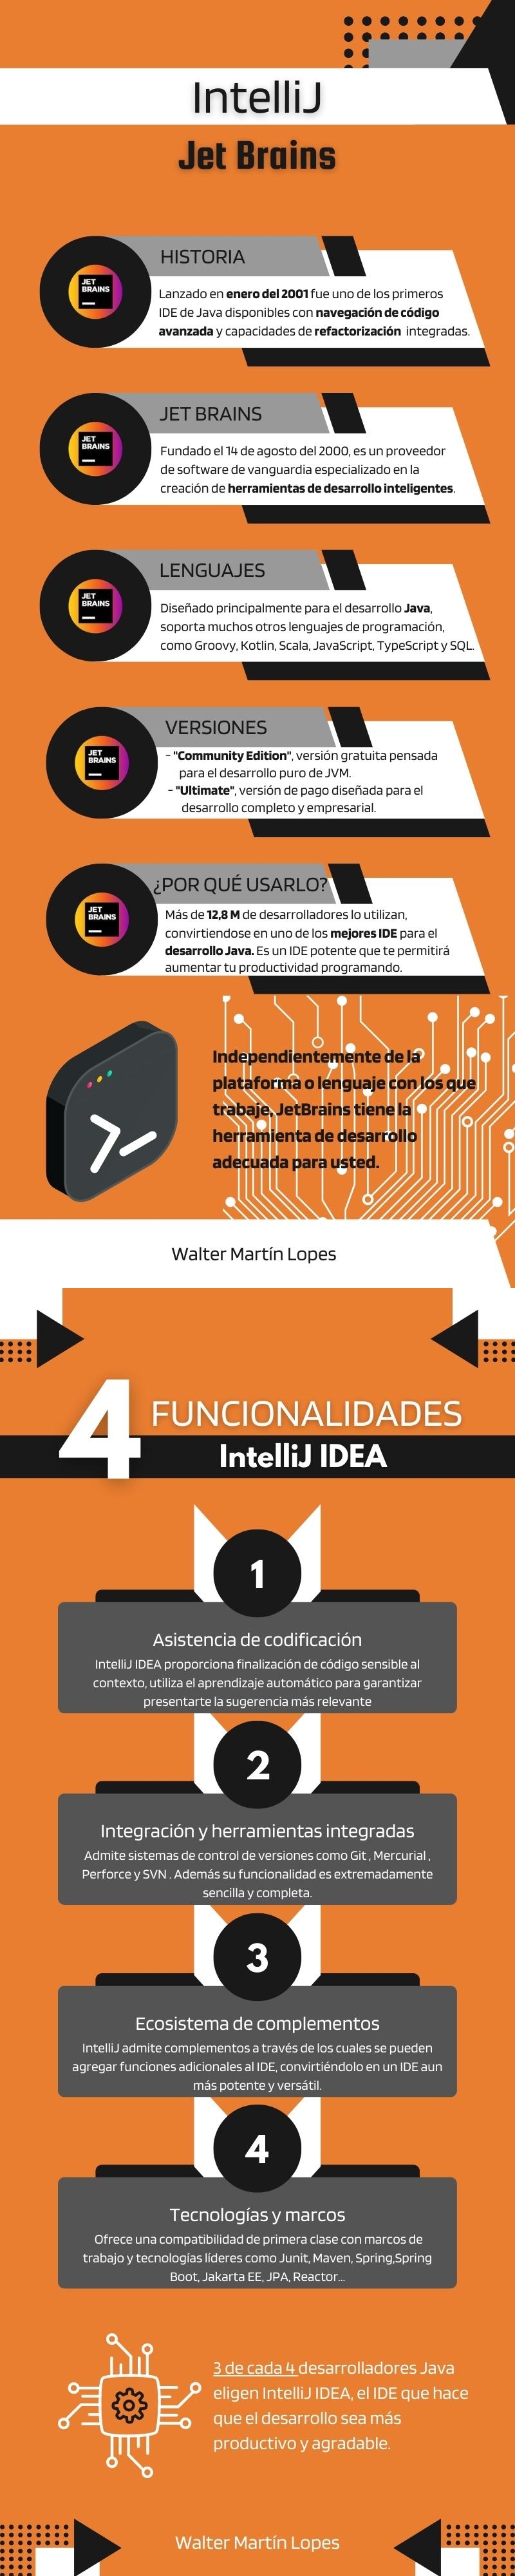 IntelliJ
Jet Brains
HISTORIA
JET
BRAINS
Lanzado en enero del 2001 fue uno de los primeros
IDE de Java disponibles con navegación de código
avanzada y capacidades de refactorización integradas.
JET BRAINS
JET
BRAINS
Fundado el 14 de agosto del 2000, es un proveedor
de software de vanguardia especializado en la
creación de herramientas de desarrollo inteligentes.
LENGUAJES
JET
BRAINS
Diseñado principalmente para el desarrollo Java,
soporta muchos otros lenguajes de programación,
como Groovy, Kotlin, Scala, JavaScript, TypeScript y SQL.
VERSIONES
JET
BRAINS
- "Community Edition", versión gratuita pensada
para el desarrollo puro de JVM.
- "Ultimate", versión de pago diseñada para el
desarrollo completo y empresarial.
¿POR QUÉ USARLO?
JET
BRAINS
Más de 12,8 M de desarrolladores lo utilizan,
convirtiendose en uno de los mejores IDE para el
desarrollo Java. Es un IDE potente que te permitirá
aumentar tu productividad programando.
Independientemente de la
plataforma o lenguaje con los que
trabaje, JetBrains tiene la
herramienta de desarrollo
adecuada para usted.
Walter Martín Lopes
4 FUNCIONALIDADES
IntelliJ IDEA
1
Asistencia de codificación
IntelliJ IDEA proporciona finalización de código sensible al
contexto, utiliza el aprendizaje automático para garantizar
presentarte la sugerencia más relevante
2
Integración y herramientas integradas
Admite sistemas de control de versiones como Git , Mercurial ,
Perforce y SVN . Además su funcionalidad es extremadamente
sencilla y completa.
3
Ecosistema de complementos
IntelliJ admite complementos a través de los cuales se pueden
agregar funciones adicionales al IDE, convirtiéndolo en un IDE aun
más potente y versátil.
4
Tecnologías y marcos
Ofrece una compatibilidad de primera clase con marcos de
trabajo y tecnologías líderes como Junit, Maven, Spring,Spring
Boot, Jakarta EE, JPA, Reactor...
3 de cada 4 desarrolladores Java
eligen IntelliJ IDEA, el IDE que hace
que el desarrollo sea más
productivo y agradable.
Walter Martín Lopes